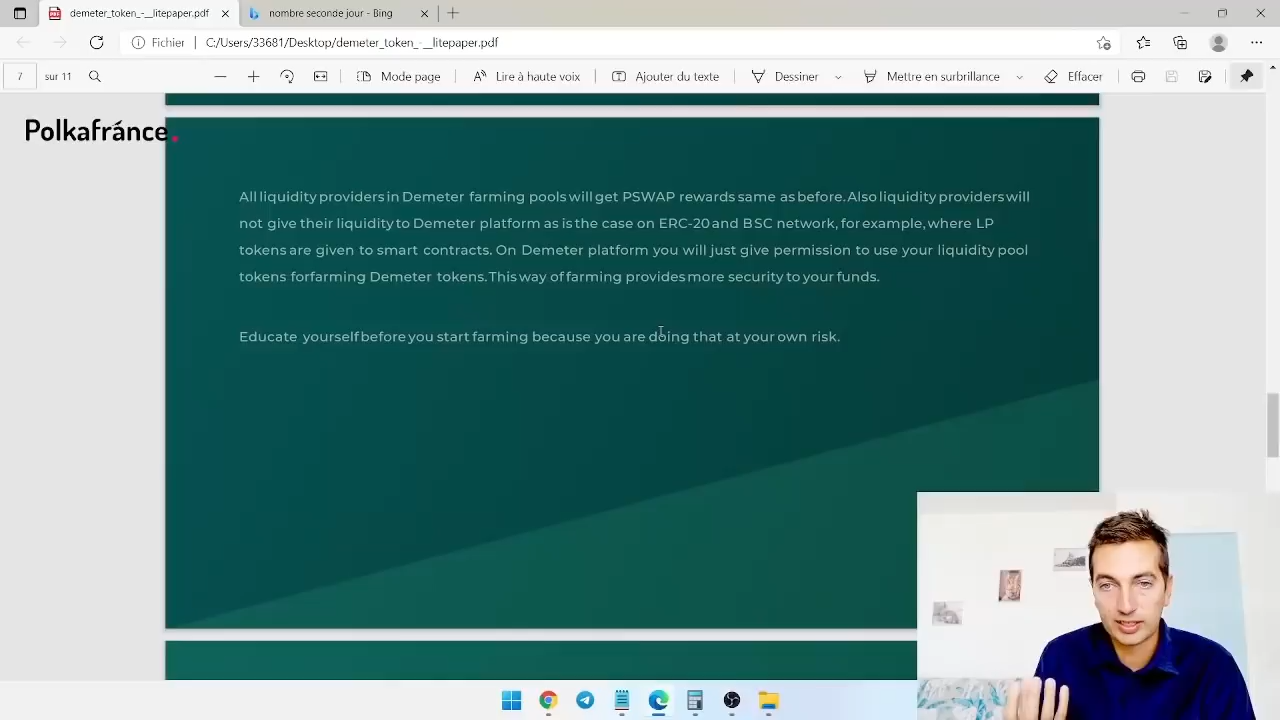 demeter_token_-_litepaper.pdf
nombre seconde jour - Bing
Fichier
C:/Users/33681/Desktop/demeter_token_-_litepaper.pdf
7 sur 11
Mode page
Lire à haute voix
Ajouter du texte
Dessiner
Mettre en surbrillance
Effacer
Polkafránce.
All liquidity providers in Demeter farming pools will get PSWAP rewards same as before. Also liquidity providers will
not give their liquidity to Demeter platform as is the case on ERC-20 and BSC network, for example, where LP
tokens are given to smart contracts. On Demeter platform you will just give permission to use your liquidity pool
tokens forfarming Demeter tokens. This way of farming provides more security to your funds.
Educate yourself before you start farming because you are doing that at your own risk.